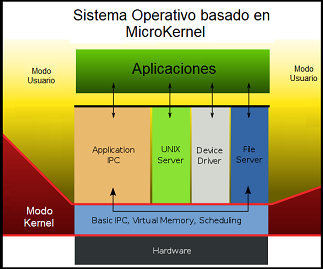 Sistema Operativo basado en
MicroKernel
Modo
Usuario
Aplicaciones
Modo
Usuario
Application
IPC
UNIX
Server
Device
Driver
File
Server
Modo
Kernel
Basic IPC, Virtual Memory, Scheduling
Hardware